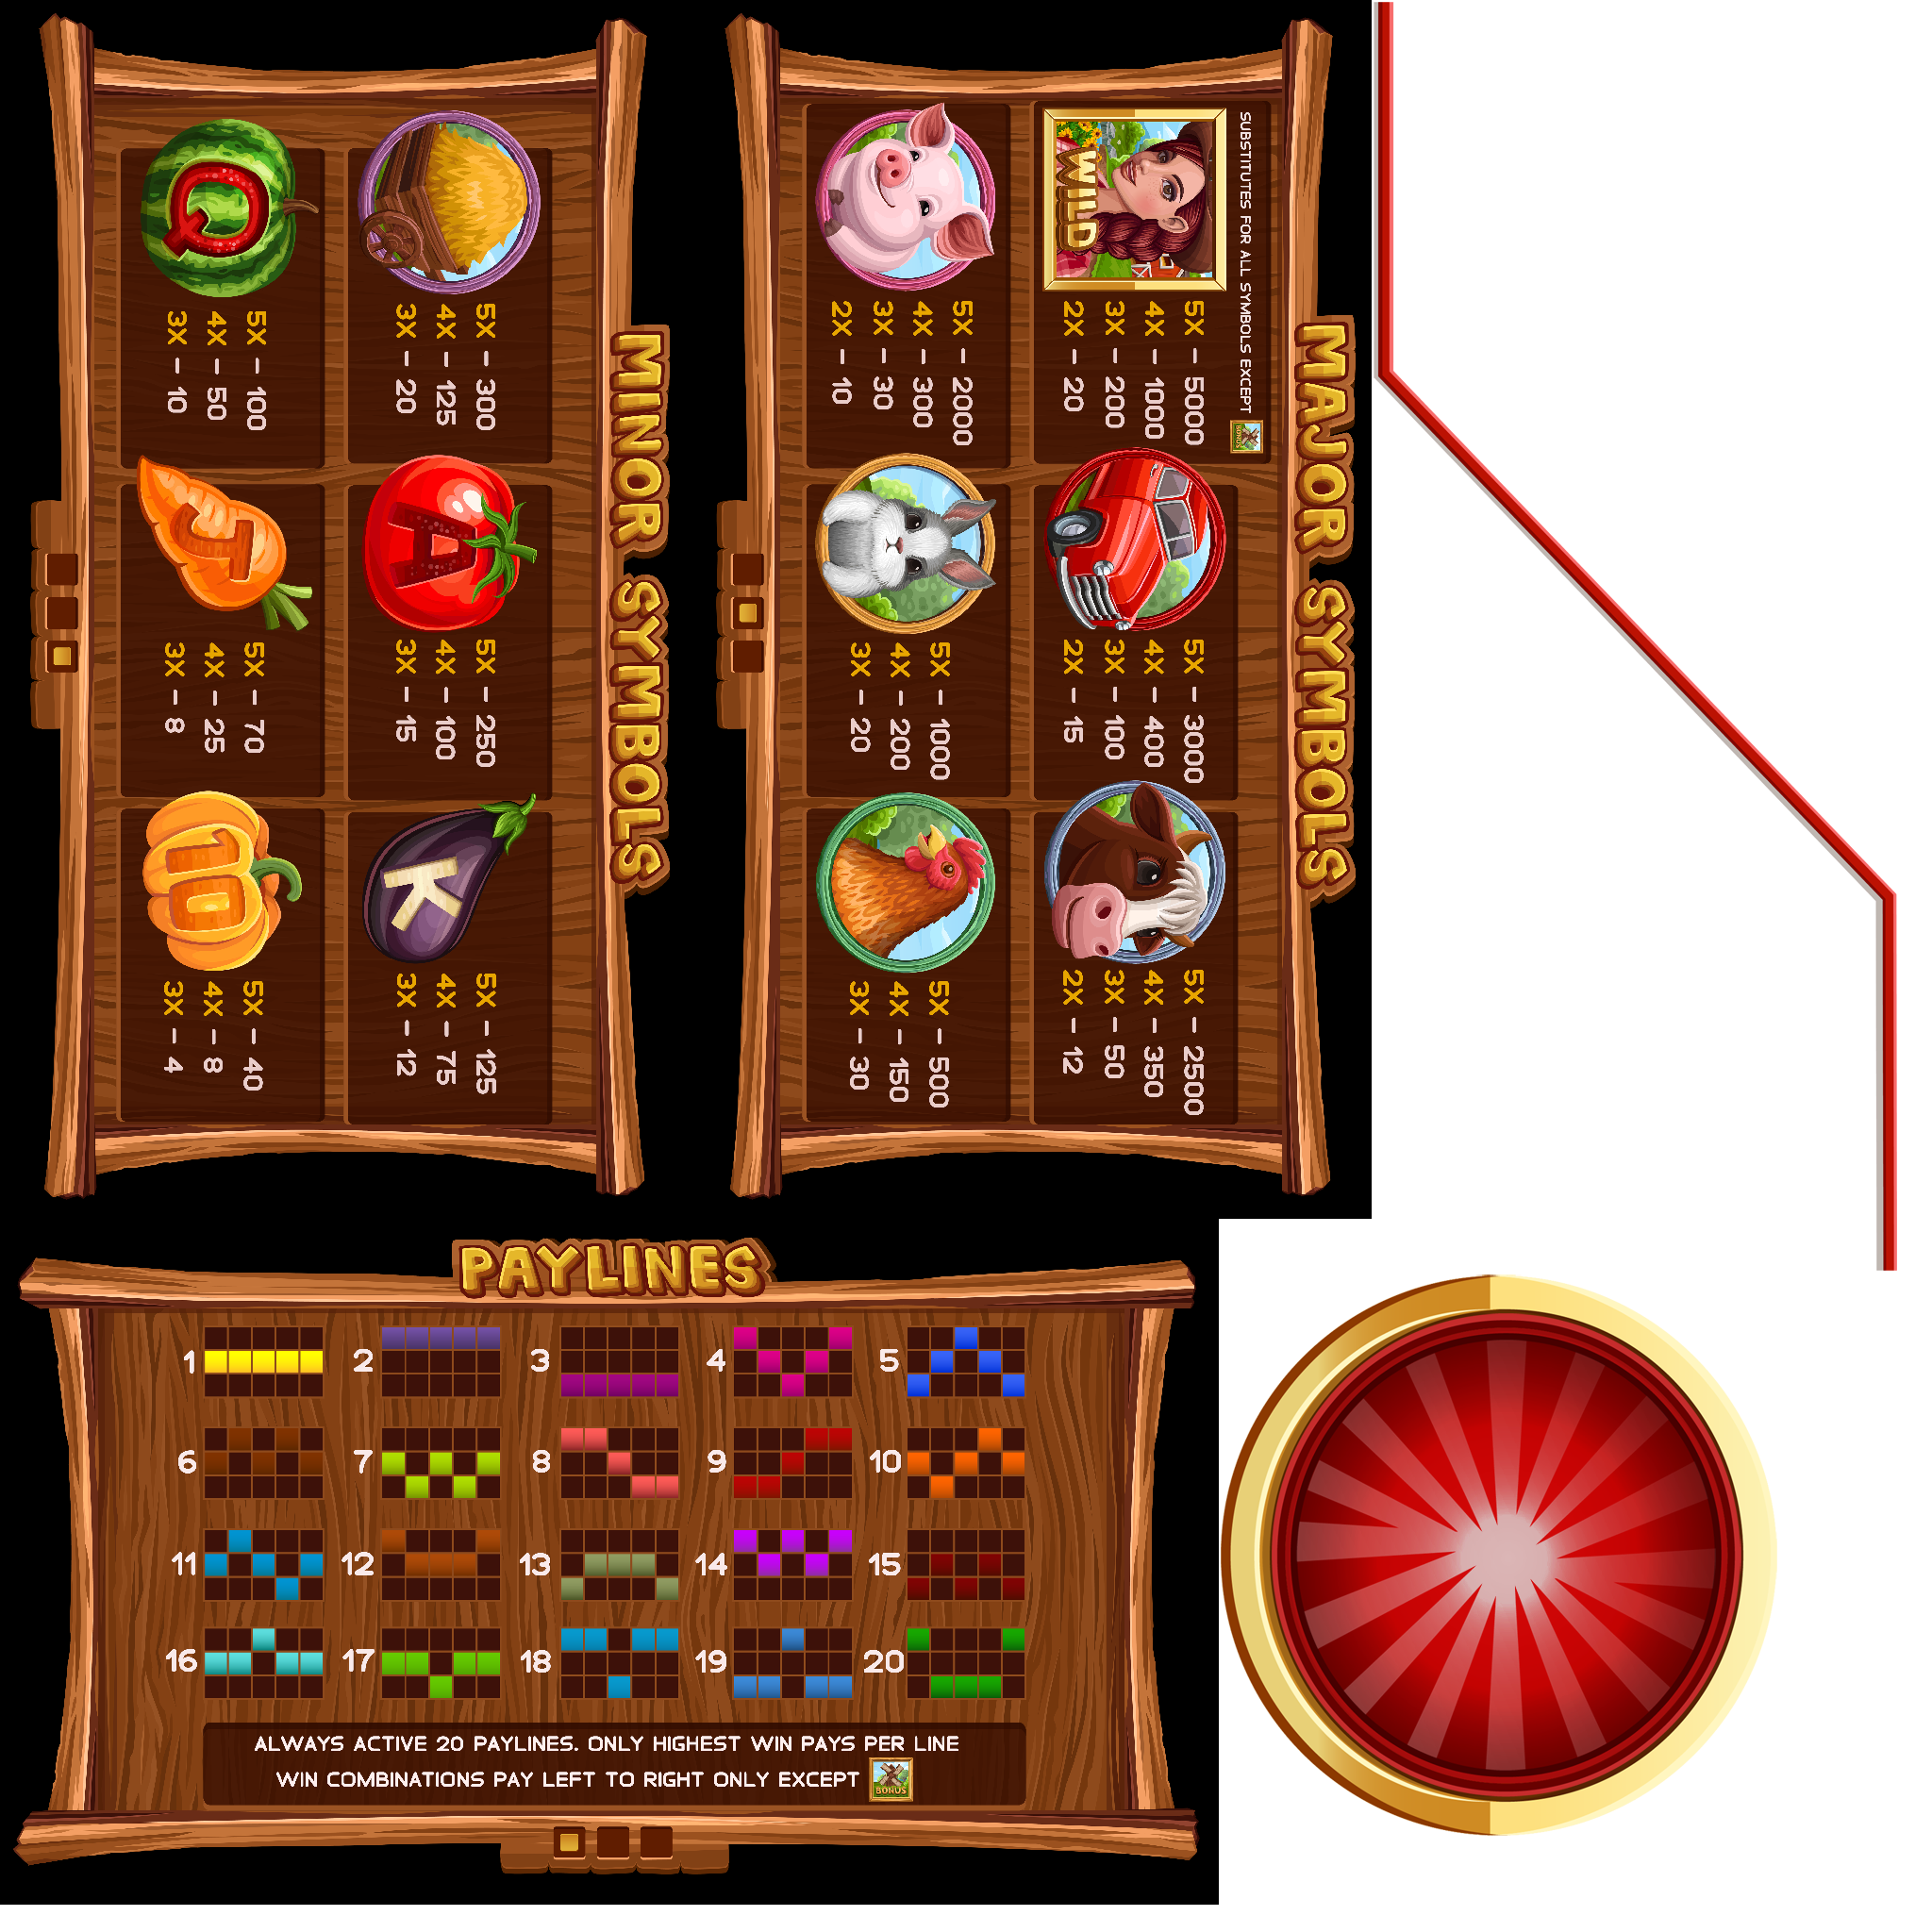 MAJOR SYMBOLS
SUBSTITUTES FOR ALL SYMBOLS EXCEPT BONUS
WILD
5X - 5000
4X - 1000
3X - 200
2X - 20
5X - 3000
4X - 400
3X - 100
2X - 15
5X - 2500
4X - 350
3X - 50
2X - 12
5X - 2000
4X - 300
3X - 30
2X - 10
5X - 1000
4X - 200
3X - 20
5X - 500
4X - 150
3X - 30
MINOR SYMBOLS
5X - 300
4X - 125
3X - 20
A
5X - 250
4X - 100
3X - 15
K
5X - 125
4X - 75
3X - 12
Q
5X - 100
4X - 50
3X - 10
J
5X - 70
4X - 25
3X - 8
10
5X - 40
4X - 8
3X - 4
PAYLINES
1 2 3 4 5
6 7 8 9 10
11 12 13 14 15
16 17 18 19 20
ALWAYS ACTIVE 20 PAYLINES. ONLY HIGHEST WIN PAYS PER LINE
WIN COMBINATIONS PAY LEFT TO RIGHT ONLY EXCEPT BONUS